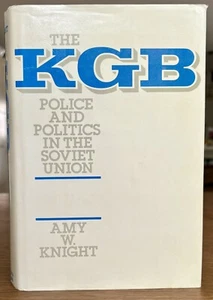 THE
KGB
POLICE
AND
POLITICS
IN THE
SOVIET
UNION
AMY
W.
KNIGHT